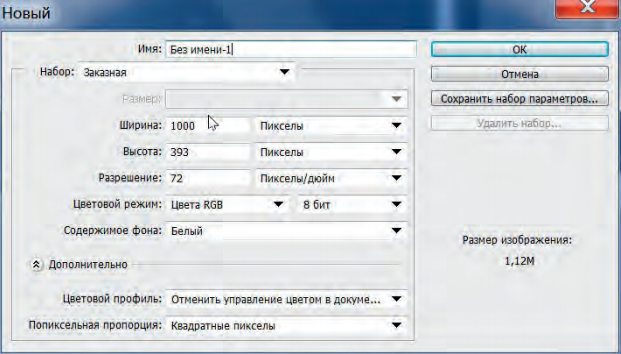 Новый
Имя: Без имени-1
ОК
Набор: Заказная
Отмена
Размер:
Сохранить набор параметров...
Ширина: 1000 Пикселы
Удалить набор...
Высота: 393 Пикселы
Разрешение: 72 Пикселы/дюйм
Цветовой режим: Цвета RGB 8 бит
Содержимое фона: Белый
Размер изображения:
1,12M
Дополнительно
Цветовой профиль: Отменить управление цветом в докуме...
Попиксельная пропорция: Квадратные пикселы